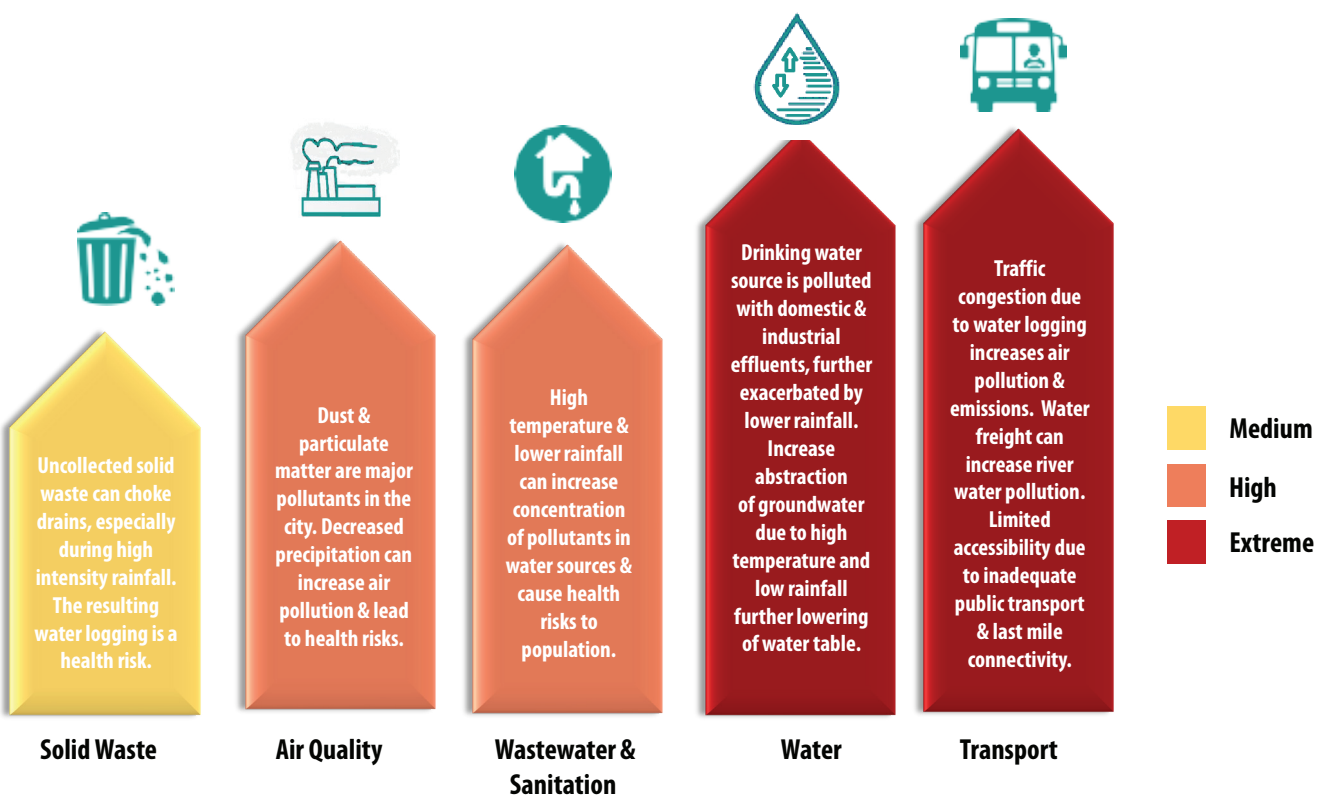 Uncollected solid
waste can choke
drains, especially
during high
intensity rainfall.
The resulting
water logging is a
health risk.
Solid Waste
Dust &
particulate
matter are major
pollutants in the
city. Decreased
precipitation can
increase air
pollution & lead
to health risks.
Air Quality
High
temperature &
lower rainfall
can increase
concentration
of pollutants in
water sources &
cause health
risks to
population.
Wastewater &
Sanitation
Drinking water
source is polluted
with domestic &
industrial
effluents, further
exacerbated by
lower rainfall.
Increase
abstraction
of groundwater
due to high
temperature and
low rainfall
further lowering
of water table.
Water
Traffic
congestion due
to water logging
increases air
pollution &
emissions. Water
freight can
increase river
water pollution.
Limited
accessibility due
to inadequate
public transport
& last mile
connectivity.
Transport
Medium
High
Extreme